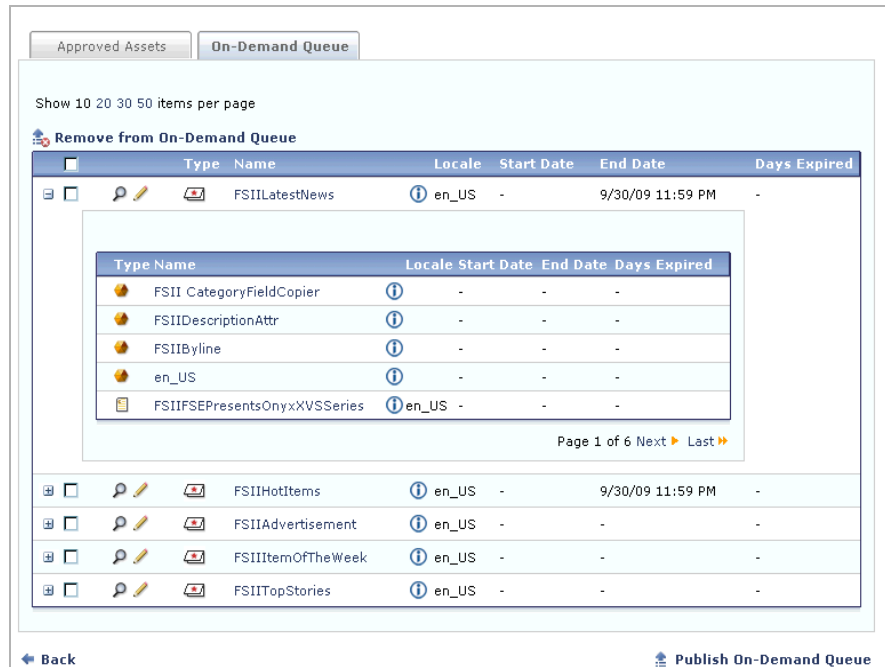 Approved Assets On-Demand Queue
Show 10 20 30 50 items per page
Remove from On-Demand Queue
Type Name Locale Start Date End Date Days Expired
FSIILatestNews en_US - 9/30/09 11:59 PM -
Type Name Locale Start Date End Date Days Expired
FSII CategoryFieldCopier - - -
FSIIDescriptionAttr - - -
FSIIByline - - -
en_US - - -
FSIIFSEPresentsOnyxXVSSeries en_US - - -
Page 1 of 6 Next Last
FSIIHotItems en_US - 9/30/09 11:59 PM -
FSIIAdvertisement en_US - - -
FSIIItemOfTheWeek en_US - - -
FSIITopStories en_US - - -
Back Publish On-Demand Queue